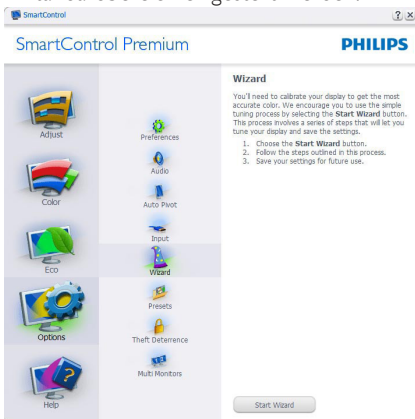 SmartControl
? ×
SmartControl Premium
PHILIPS
Adjust
Color
Eco
Options
Help
Preferences
Audio
Auto Pivot
Input
Wizard
Presets
Theft Deterrence
Multi Monitors
Wizard
You'll need to calibrate your display to get the most
accurate color. We encourage you to use the simple
tuning process by selecting the Start Wizard button.
This process involves a series of steps that will let you
tune your display and save the settings.
1. Choose the Start Wizard button.
2. Follow the steps outlined in this process.
3. Save your settings for future use.
Start Wizard